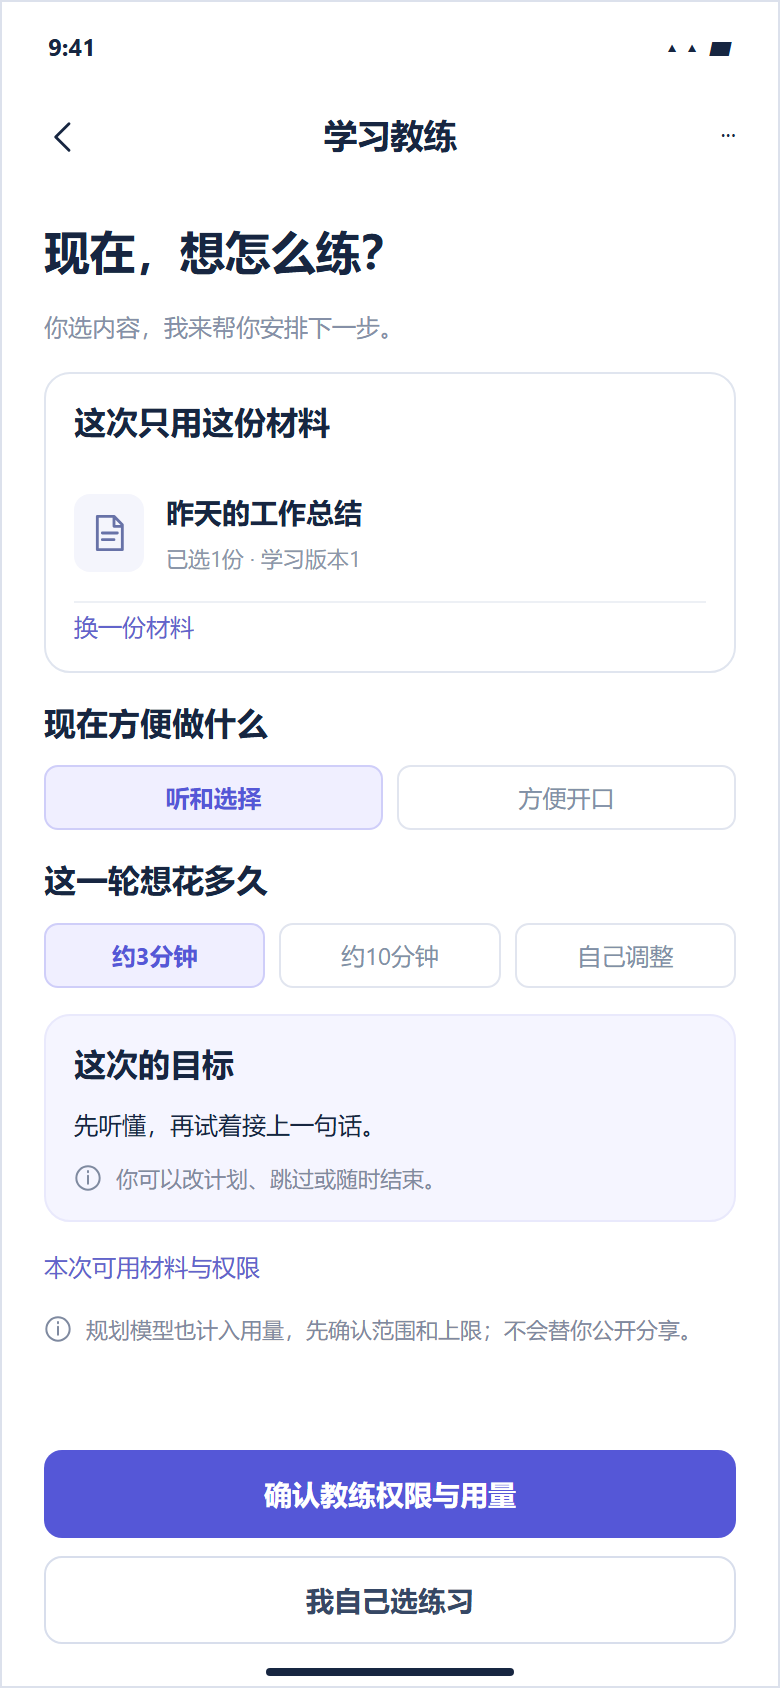 9:41
学习教练
...
现在，想怎么练？
你选内容，我来帮你安排下一步。
这次只用这份材料
昨天的工作总结
已选1份 · 学习版本1
换一份材料
现在方便做什么
听和选择
方便开口
这一轮想花多久
约3分钟
约10分钟
自己调整
这次的目标
先听懂，再试着接上一句话。
你可以改计划、跳过或随时结束。
本次可用材料与权限
规划模型也计入用量，先确认范围和上限；不会替你公开分享。
确认教练权限与用量
我自己选练习